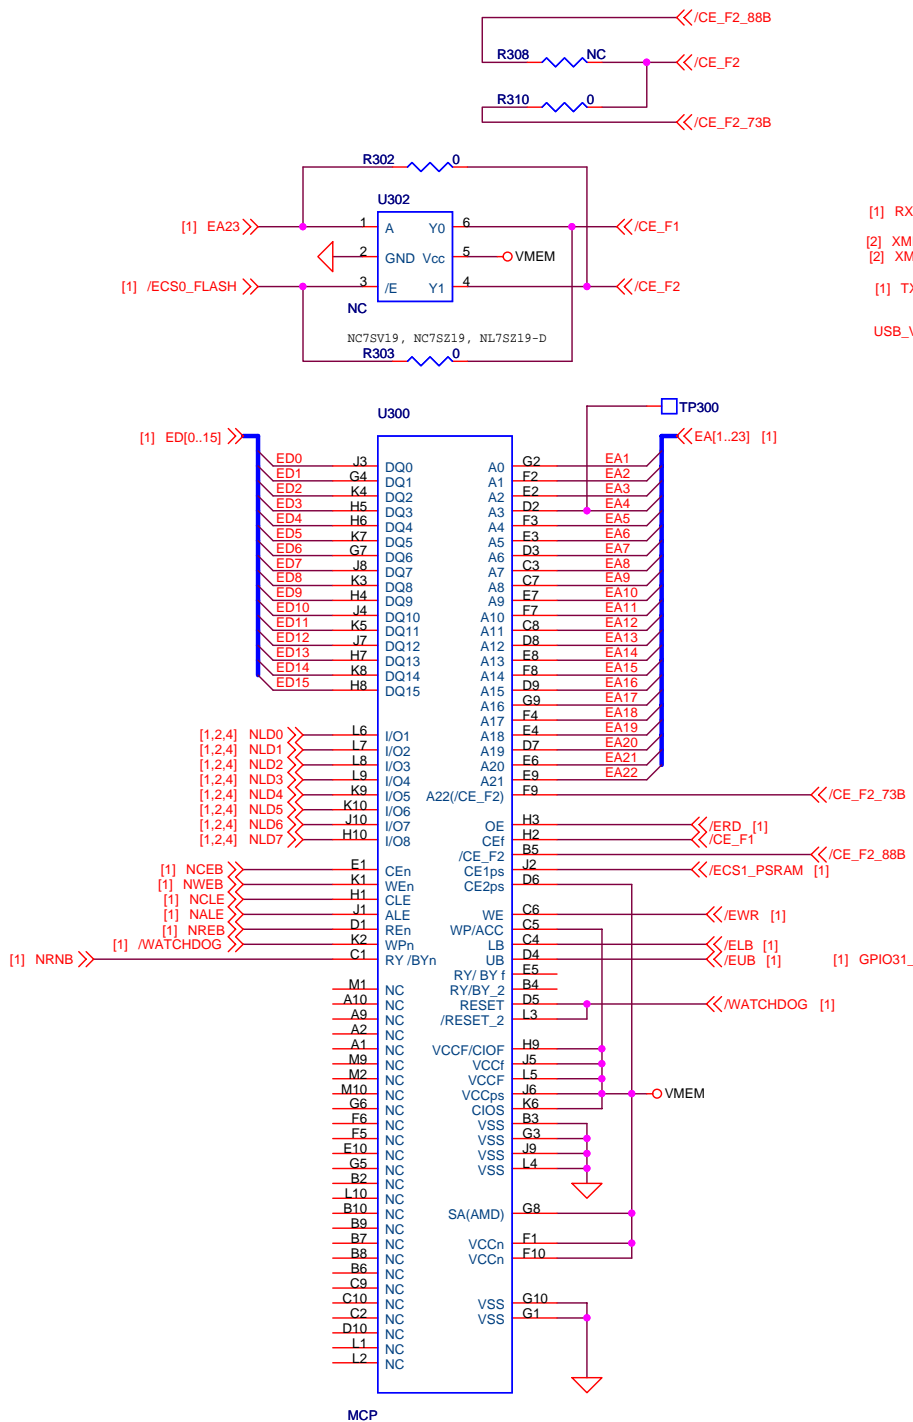 /CE_F2_88B
R308 NC /CE_F2
R310 0
/CE_F2_73B
R302 0
U302
[1] EA23 1 A Y0 6 /CE_F1
2 GND Vcc 5 VMEM
[1] /ECS0_FLASH 3 /E Y1 4 /CE_F2
NC
NC7SV19, NC7SZ19, NL7SZ19-D
R303 0
[1] RX
[2] XM
[2] XM
[1] TX
USB_V
TP300
U300
[1] ED[0..15] EA[1..23] [1]
ED0 J3 DQ0 A0 G2 EA1
ED1 G4 DQ1 A1 F2 EA2
ED2 K4 DQ2 A2 E2 EA3
ED3 H5 DQ3 A3 D2 EA4
ED4 H6 DQ4 A4 F3 EA5
ED5 K7 DQ5 A5 E3 EA6
ED6 G7 DQ6 A6 D3 EA7
ED7 J8 DQ7 A7 C3 EA8
ED8 K3 DQ8 A8 C7 EA9
ED9 H4 DQ9 A9 E7 EA10
ED10 J4 DQ10 A10 F7 EA11
ED11 K5 DQ11 A11 C8 EA12
ED12 J7 DQ12 A12 D8 EA13
ED13 H7 DQ13 A13 E8 EA14
ED14 K8 DQ14 A14 F8 EA15
ED15 H8 DQ15 A15 D9 EA16
A16 G9 EA17
A17 F4 EA18
[1,2,4] NLD0 L6 I/O1 A18 E4 EA19
[1,2,4] NLD1 L7 I/O2 A19 D7 EA20
[1,2,4] NLD2 L8 I/O3 A20 E6 EA21
[1,2,4] NLD3 L9 I/O4 A21 E9 EA22
[1,2,4] NLD4 K9 I/O5 A22(/CE_F2) F9 /CE_F2_73B
[1,2,4] NLD5 K10 I/O6
[1,2,4] NLD6 J10 I/O7 OE H3 /ERD [1]
[1,2,4] NLD7 H10 I/O8 CEf H2 /CE_F1
/CE_F2 B5 /CE_F2_88B
[1] NCEB E1 CEn CE1ps J2 /ECS1_PSRAM [1]
[1] NWEB K1 WEn CE2ps D6
[1] NCLE H1 CLE
[1] NALE J1 ALE WE C6 /EWR [1]
[1] NREB D1 REn WP/ACC C5
[1] /WATCHDOG K2 WPn LB C4 /ELB [1]
[1] NRNB C1 RY /BYn UB D4 /EUB [1] [1] GPIO31_
RY/ BY f E5
M1 NC RY/BY_2 B4
A10 NC RESET D5 /WATCHDOG [1]
A9 NC /RESET_2 L3
A2 NC
A1 NC VCCF/CIOF H9
M9 NC VCCf J5
M2 NC VCCF L5
M10 NC VCCps J6 VMEM
G6 NC CIOS K6
F6 NC VSS B3
F5 NC VSS G3
E10 NC VSS J9
G5 NC VSS L4
B2 NC
L10 NC
B10 NC SA(AMD) G8
B9 NC
B7 NC VCCn F1
B8 NC VCCn F10
B6 NC
C9 NC
C10 NC VSS G10
C2 NC VSS G1
D10 NC
L1 NC
L2 NC
MCP